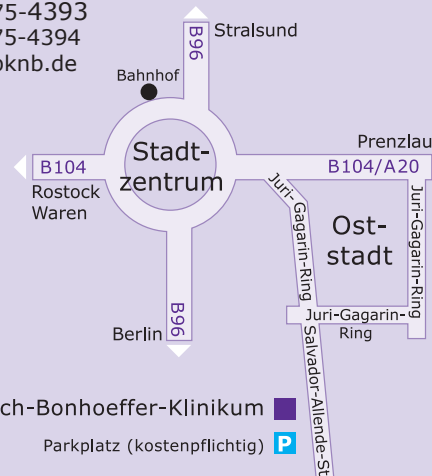 75-4393
75-4394
oknb.de
B96
Stralsund
Bahnhof
Stadt-
zentrum
B104
Rostock
Waren
Prenzlau
B104/A20
Juri-Gagarin-Ring
Ost-
stadt
Juri-Gagarin-Ring
Juri-Gagarin-
Ring
Berlin
B96
Salvador-Allende-St
ch-Bonhoeffer-Klinikum
Parkplatz (kostenpflichtig) P